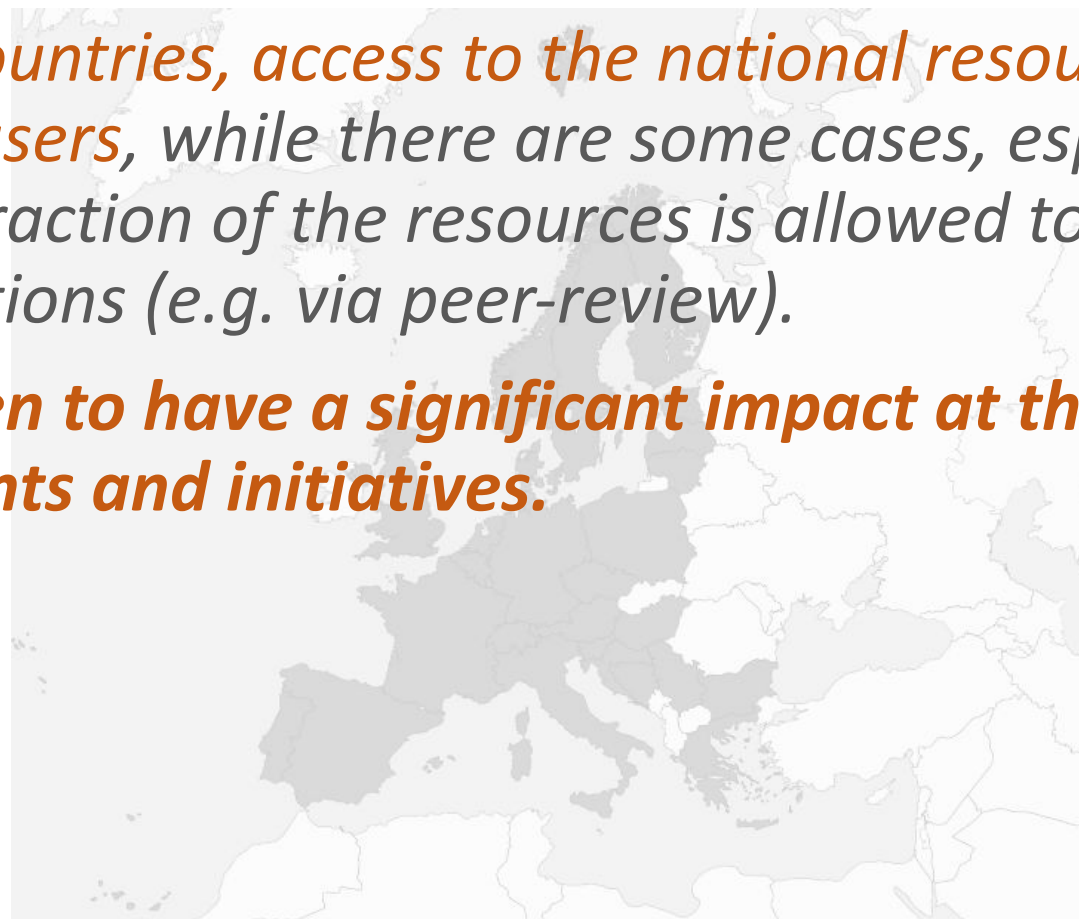 ountries, access to the national resou
sers, while there are some cases, esp
raction of the resources is allowed to
tions (e.g. via peer-review).
en to have a significant impact at th
nts and initiatives.